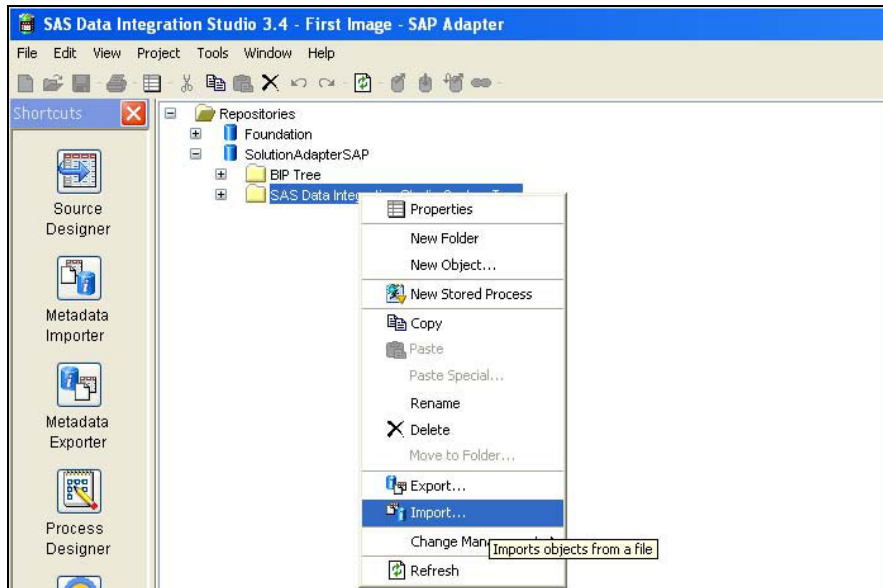 SAS Data Integration Studio 3.4 - First Image - SAP Adapter
File Edit View Project Tools Window Help
Shortcuts
Repositories
Foundation
SolutionAdapterSAP
BIP Tree
SAS Data
Source
Designer
Metadata
Importer
Metadata
Exporter
Process
Designer
Properties
New Folder
New Object...
New Stored Process
Copy
Paste
Paste Special...
Rename
Delete
Move to Folder...
Export...
Import...
Change
Imports objects from a file
Refresh